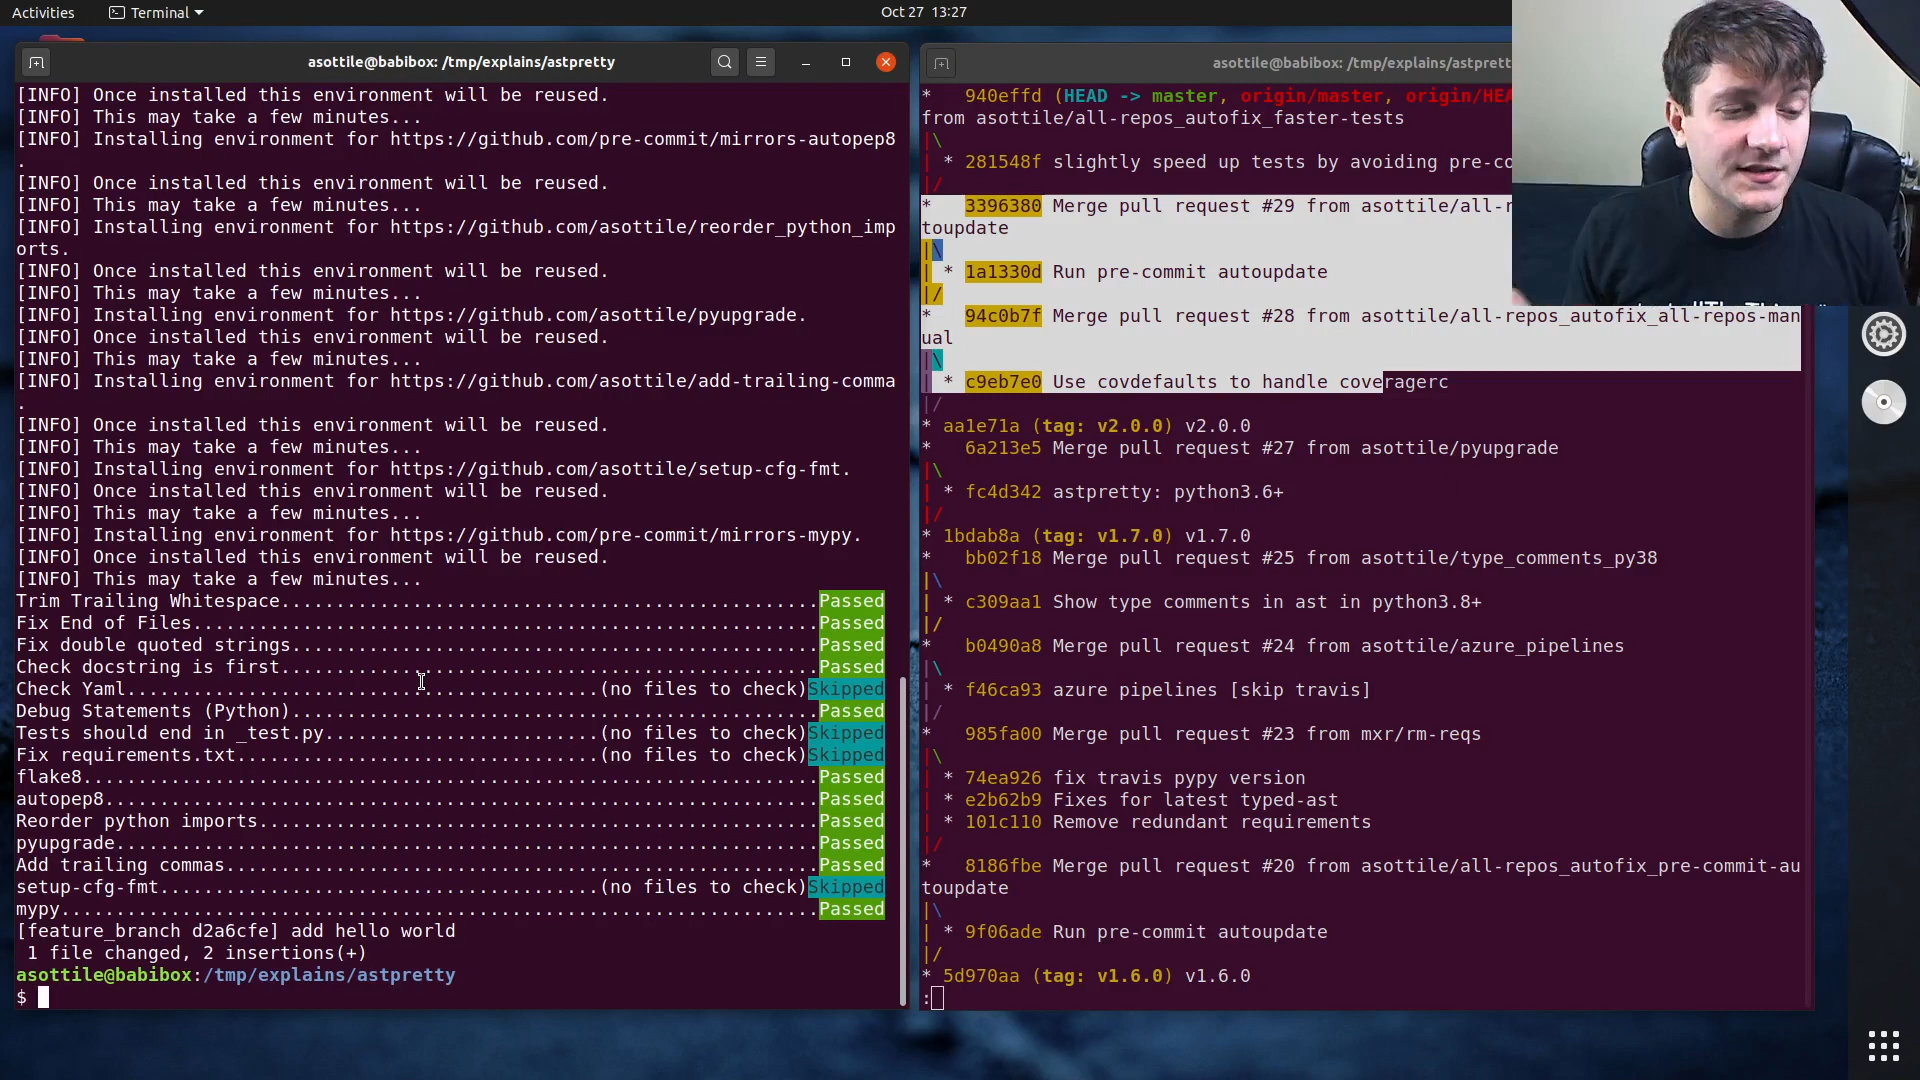 Activities
Terminal
Oct 27 13:27
asottile@babibox: /tmp/explains/astpretty
[INFO] Once installed this environment will be reused.
[INFO] This may take a few minutes...
[INFO] Installing environment for https://github.com/pre-commit/mirrors-autopep8
.
[INFO] Once installed this environment will be reused.
[INFO] This may take a few minutes...
[INFO] Installing environment for https://github.com/asottile/reorder_python_imp
orts.
[INFO] Once installed this environment will be reused.
[INFO] This may take a few minutes...
[INFO] Installing environment for https://github.com/asottile/pyupgrade.
[INFO] Once installed this environment will be reused.
[INFO] This may take a few minutes...
[INFO] Installing environment for https://github.com/asottile/add-trailing-comma
.
[INFO] Once installed this environment will be reused.
[INFO] This may take a few minutes...
[INFO] Installing environment for https://github.com/asottile/setup-cfg-fmt.
[INFO] Once installed this environment will be reused.
[INFO] This may take a few minutes...
[INFO] Installing environment for https://github.com/pre-commit/mirrors-mypy.
[INFO] Once installed this environment will be reused.
[INFO] This may take a few minutes...
Trim Trailing Whitespace.................................................Passed
Fix End of Files.........................................................Passed
Fix double quoted strings................................................Passed
Check docstring is first.................................................Passed
Check Yaml...........................................(no files to check)Skipped
Debug Statements (Python)................................................Passed
Tests should end in _test.py.........................(no files to check)Skipped
Fix requirements.txt.................................(no files to check)Skipped
flake8...................................................................Passed
autopep8.................................................................Passed
Reorder python imports...................................................Passed
pyupgrade................................................................Passed
Add trailing commas......................................................Passed
setup-cfg-fmt........................................(no files to check)Skipped
mypy.....................................................................Passed
[feature_branch d2a6cfe] add hello world
 1 file changed, 2 insertions(+)
asottile@babibox:/tmp/explains/astpretty
$
asottile@babibox: /tmp/explains/astprett
*   940effd (HEAD -> master, origin/master, origin/HEA
from asottile/all-repos_autofix_faster-tests
|\
| * 281548f slightly speed up tests by avoiding pre-co
|/
*   3396380 Merge pull request #29 from asottile/all-r
toupdate
|\
| * 1a1330d Run pre-commit autoupdate
|/
*   94c0b7f Merge pull request #28 from asottile/all-repos_autofix_all-repos-man
ual
|\
| * c9eb7e0 Use covdefaults to handle coveragerc
|/
* aa1e71a (tag: v2.0.0) v2.0.0
*   6a213e5 Merge pull request #27 from asottile/pyupgrade
|\
| * fc4d342 astpretty: python3.6+
|/
* 1bdab8a (tag: v1.7.0) v1.7.0
*   bb02f18 Merge pull request #25 from asottile/type_comments_py38
|\
| * c309aa1 Show type comments in ast in python3.8+
|/
*   b0490a8 Merge pull request #24 from asottile/azure_pipelines
|\
| * f46ca93 azure pipelines [skip travis]
|/
*   985fa00 Merge pull request #23 from mxr/rm-reqs
|\
| * 74ea926 fix travis pypy version
| * e2b62b9 Fixes for latest typed-ast
| * 101c110 Remove redundant requirements
|/
*   8186fbe Merge pull request #20 from asottile/all-repos_autofix_pre-commit-au
toupdate
|\
| * 9f06ade Run pre-commit autoupdate
|/
* 5d970aa (tag: v1.6.0) v1.6.0
: